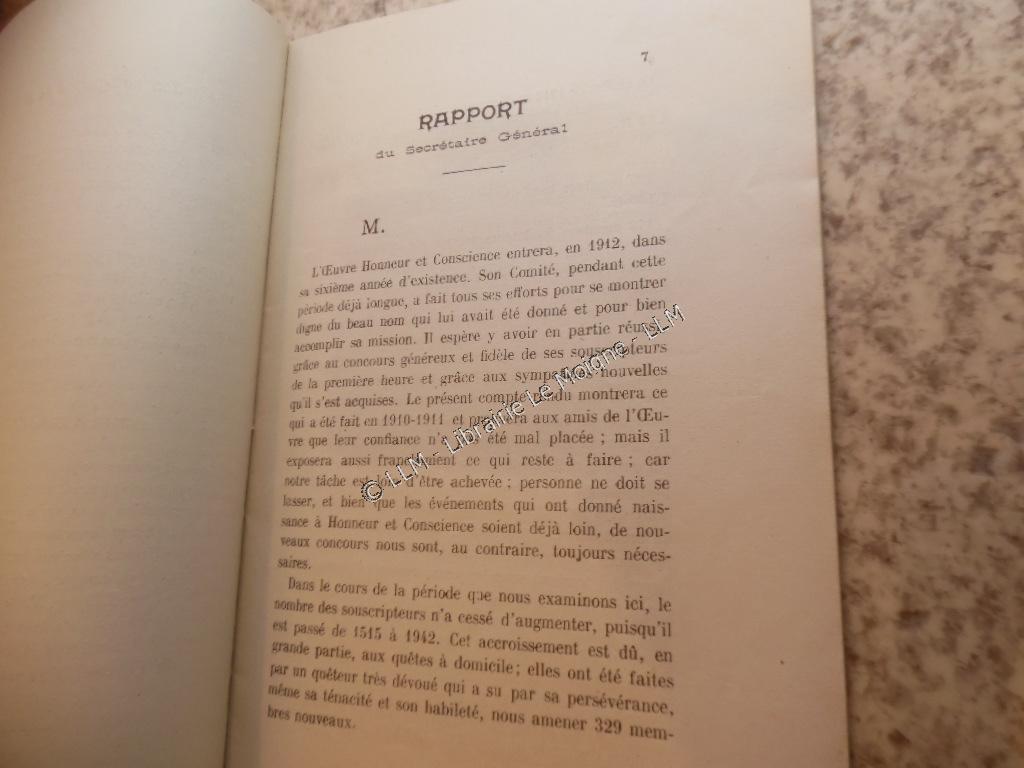 7
RAPPORT
du Secrétaire Général
M.
L'Œuvre Honneur et Conscience entrera, en 1912, dans
sa sixième année d'existence. Son Comité, pendant cette
période déjà longue, a fait tous ses efforts pour se montrer
digne du beau nom qui lui avait été donné et pour bien
accomplir sa mission. Il espère y avoir en partie réussi,
grâce au concours généreux et fidèle de ses souscripteurs
de la première heure et grâce aux sympathies nouvelles
qu'il s'est acquises. Le présent compte rendu montrera ce
qui a été fait en 1910-1911 et prouvera aux amis de l'Œu-
vre que leur confiance n'a pas été mal placée ; mais il
exposera aussi franchement ce qui reste à faire ; car
notre tâche est loin d'être achevée ; personne ne doit se
lasser, et bien que les événements qui ont donné nais-
sance à Honneur et Conscience soient déjà loin, de nou-
veaux concours nous sont, au contraire, toujours néces-
saires.
Dans le cours de la période que nous examinons ici, le
nombre des souscripteurs n'a cessé d'augmenter, puisqu'il
est passé de 1515 à 1942. Cet accroissement est dû, en
grande partie, aux quêtes à domicile ; elles ont été faites
par un quêteur très dévoué qui a su par sa persévérance,
même sa ténacité et son habileté, nous amener 329 mem-
bres nouveaux.
© LLM - Librairie Le Moigne - LLM